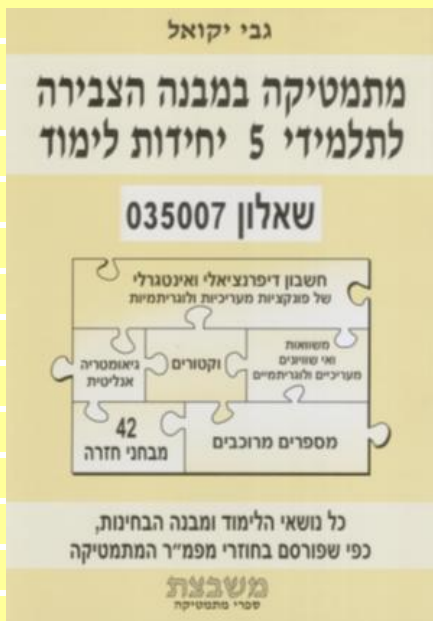 גבי יקואל
מתמטיקה במבנה הצבירה
לתלמידי 5 יחידות לימוד
שאלון 035007
חשבון דיפרנציאלי ואינטגרלי
של פונקציות מעריכיות ולוגריתמיות
משוואות
ואי שוויונים
מעריכיים ולוגריתמיים
וקטורים
גיאומטריה
אנליטית
מספרים מרוכבים
42
מבחני חזרה
כל נושאי הלימוד ומבנה הבחינות,
כפי שפורסם בחוזרי מפמ״ר המתמטיקה
משבצת
ספרי מתמטיקה